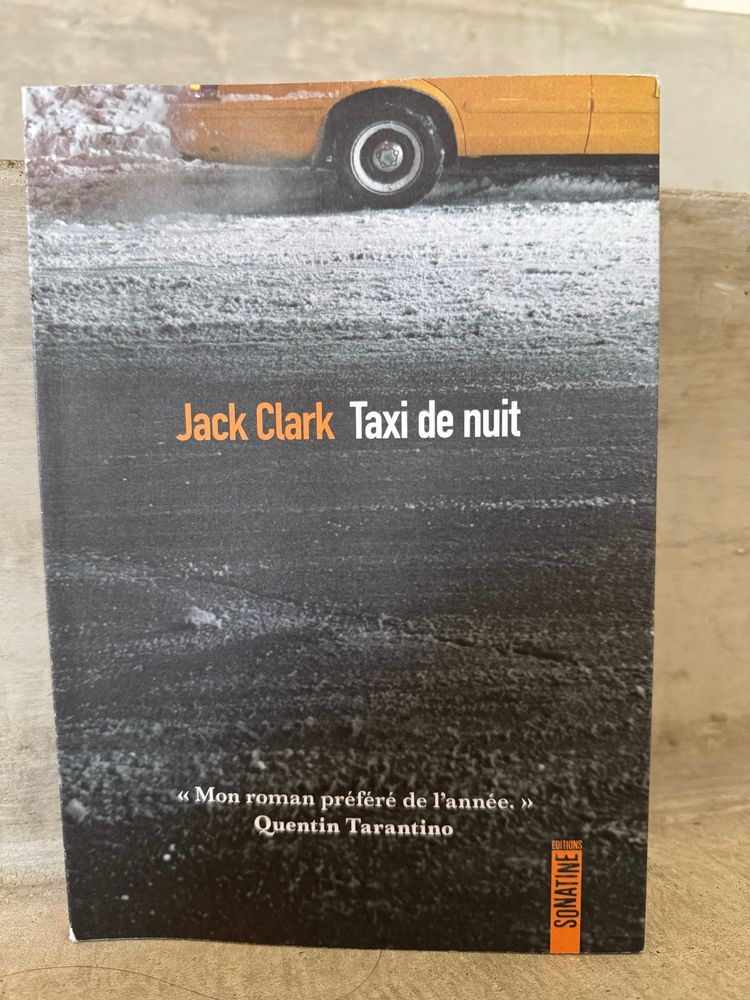 Jack Clark Taxi de nuit
« Mon roman préféré de l'année. »
Quentin Tarantino
EDITIONS
SONATINE